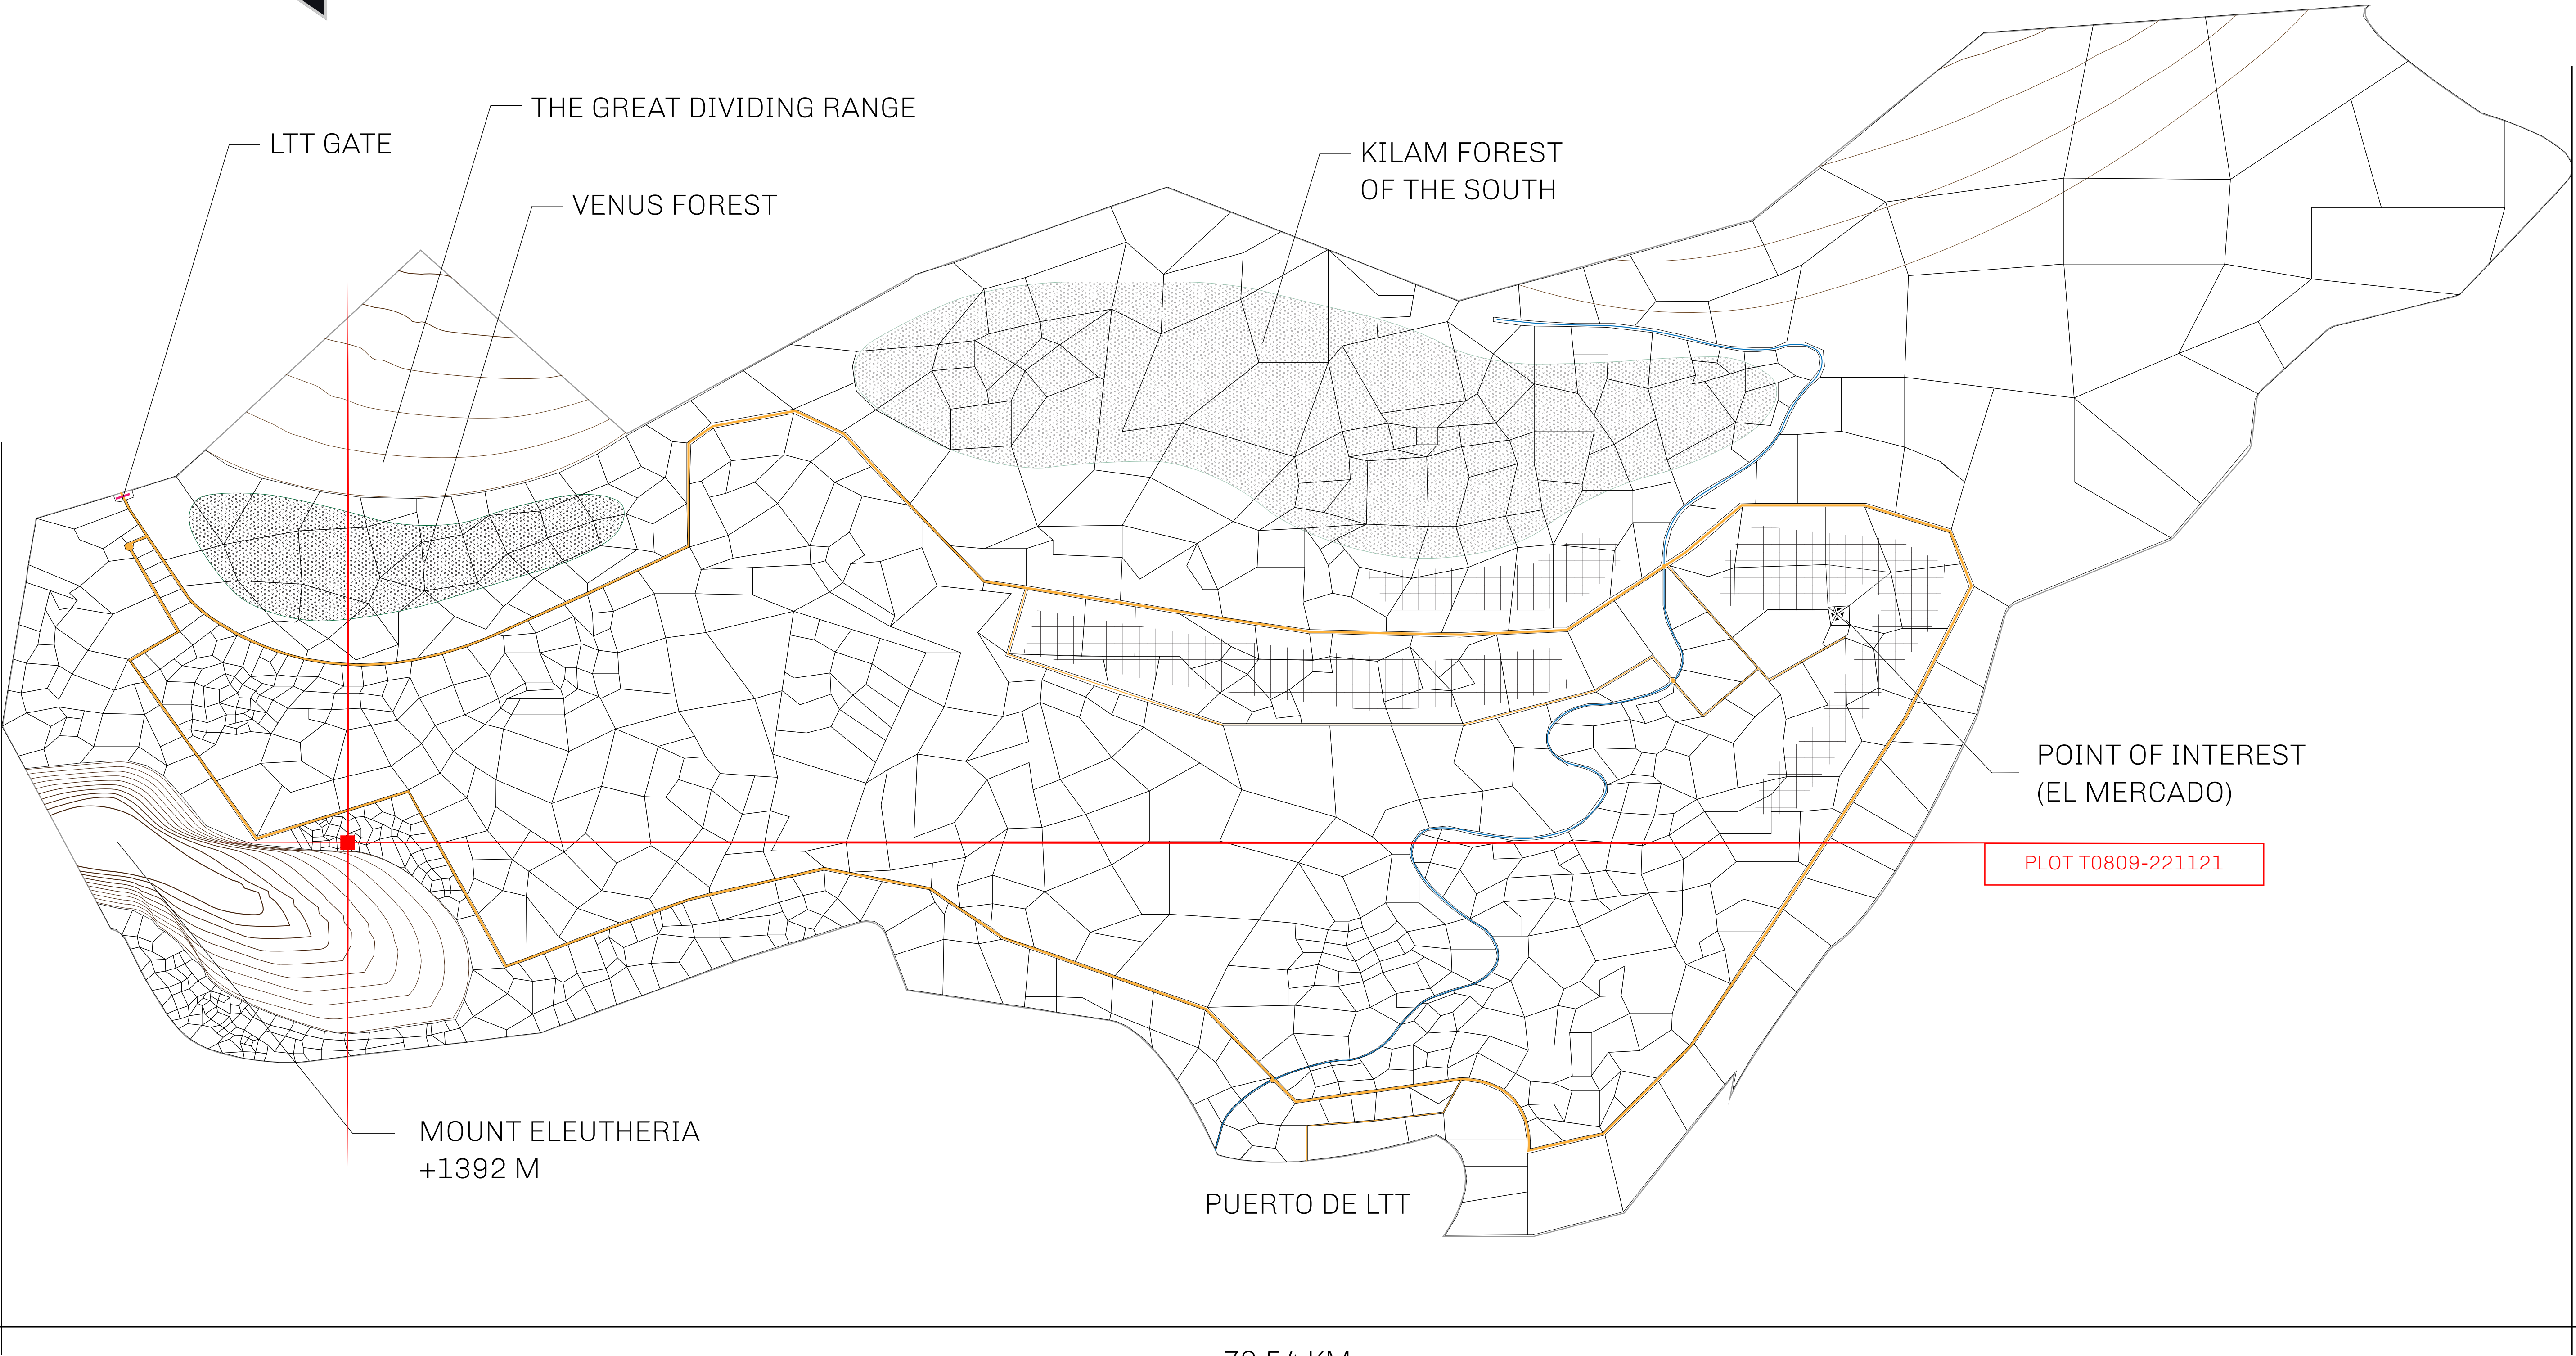 THE GREAT DIVIDING RANGE
LTT GATE
KILAM FOREST
OF THE SOUTH
VENUS FOREST
POINT OF INTEREST
(EL MERCADO)
PLOT T0809-221121
MOUNT ELEUTHERIA
+1392 M
PUERTO DE LTT